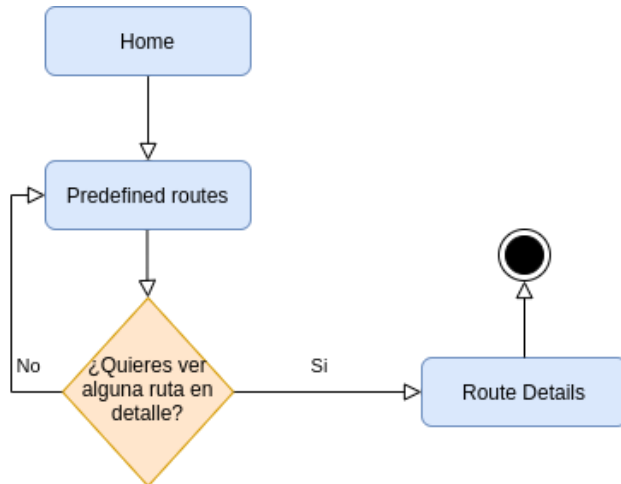 Home
Predefined routes
¿Quieres ver
alguna ruta en
detalle?
No
Si
Route Details